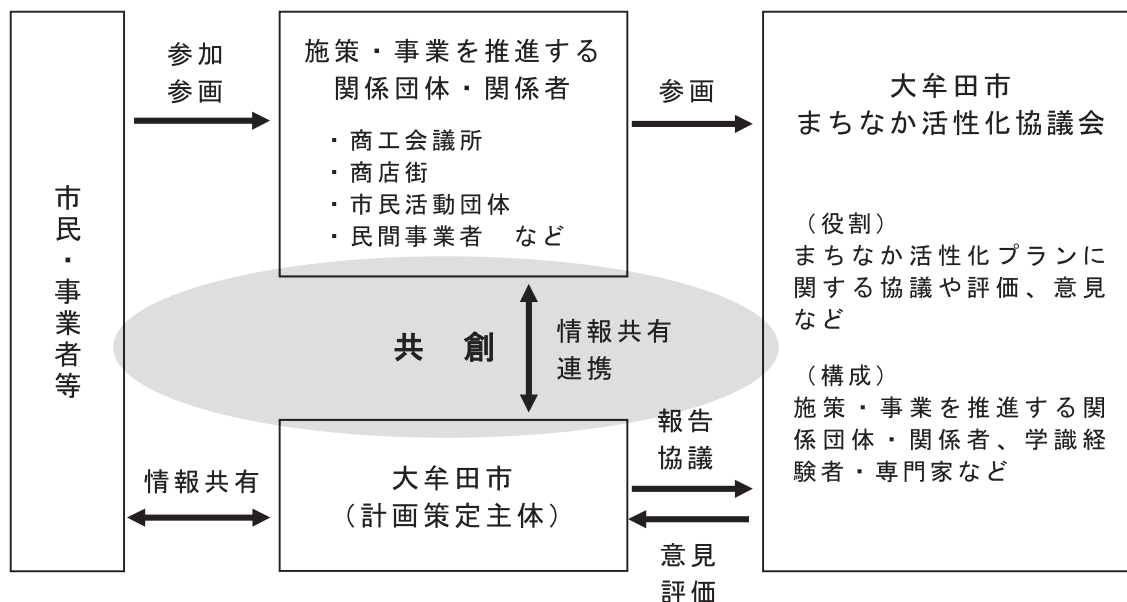 市民・事業者等
参加
参画
施策・事業を推進する
関係団体・関係者
・商工会議所
・商店街
・市民活動団体
・民間事業者　など
参画
大牟田市
まちなか活性化協議会
（役割）
まちなか活性化プランに
関する協議や評価、意見
など
（構成）
施策・事業を推進する関
係団体・関係者、学識経
験者・専門家など
共　創
情報共有
連携
情報共有
大牟田市
（計画策定主体）
報告
協議
意見
評価